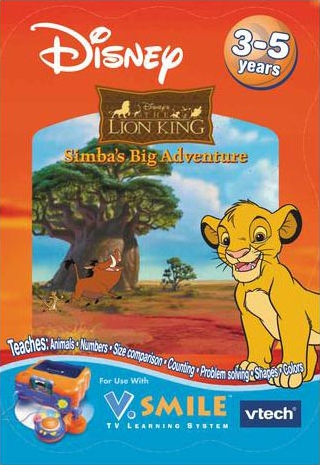 Disney
3-5
years
Disney's
THE
LION KING
Simba's Big Adventure
Teaches: Animals • Numbers • Size comparison • Counting • Problem solving • Shapes • Colors
For Use With
V.SMILE™
TV LEARNING SYSTEM
vtech®